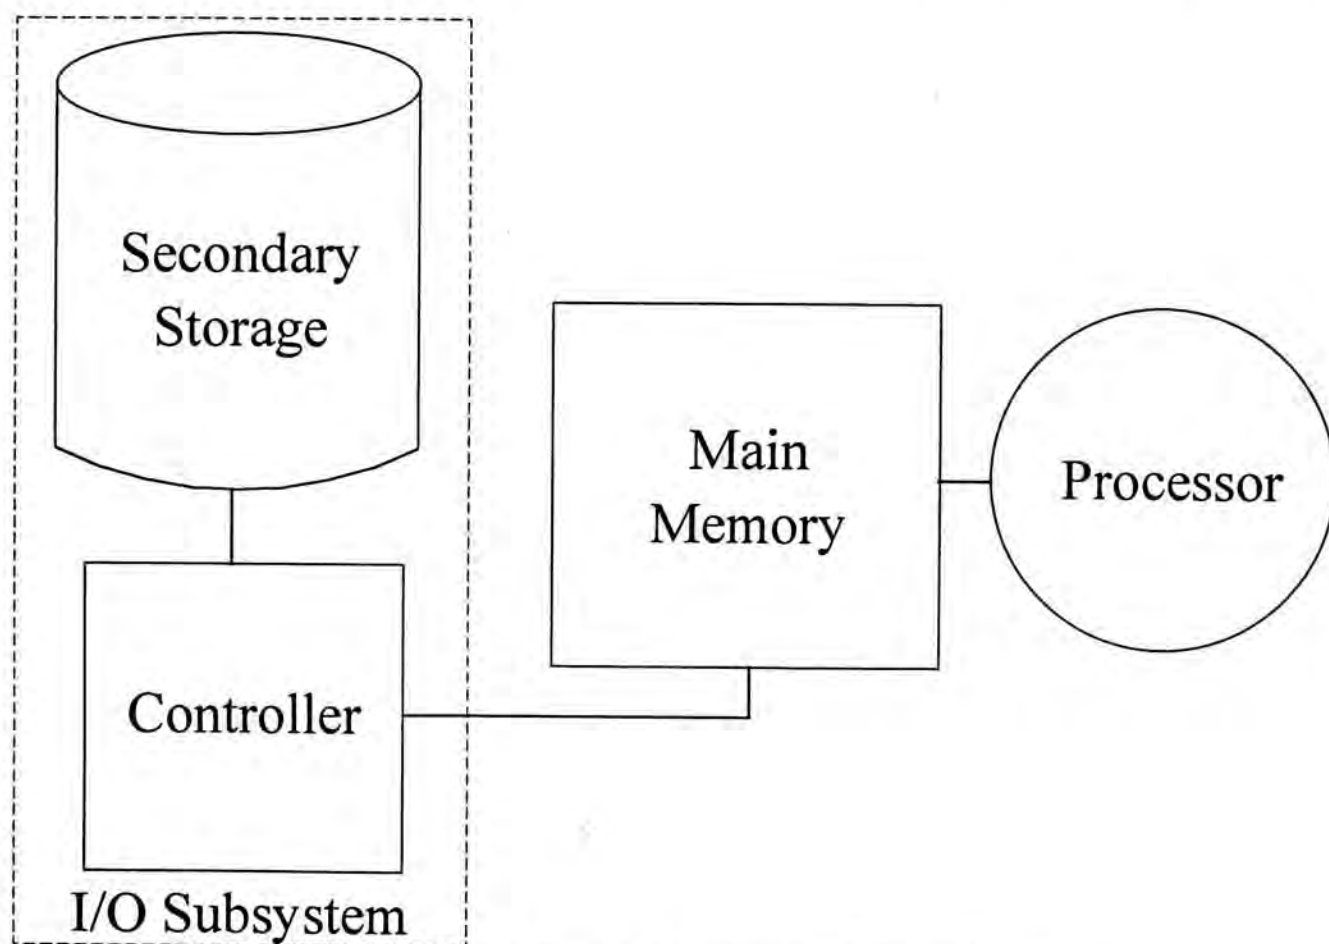 Secondary
Storage
Main
Memory
Processor
Controller
I/O Subsystem